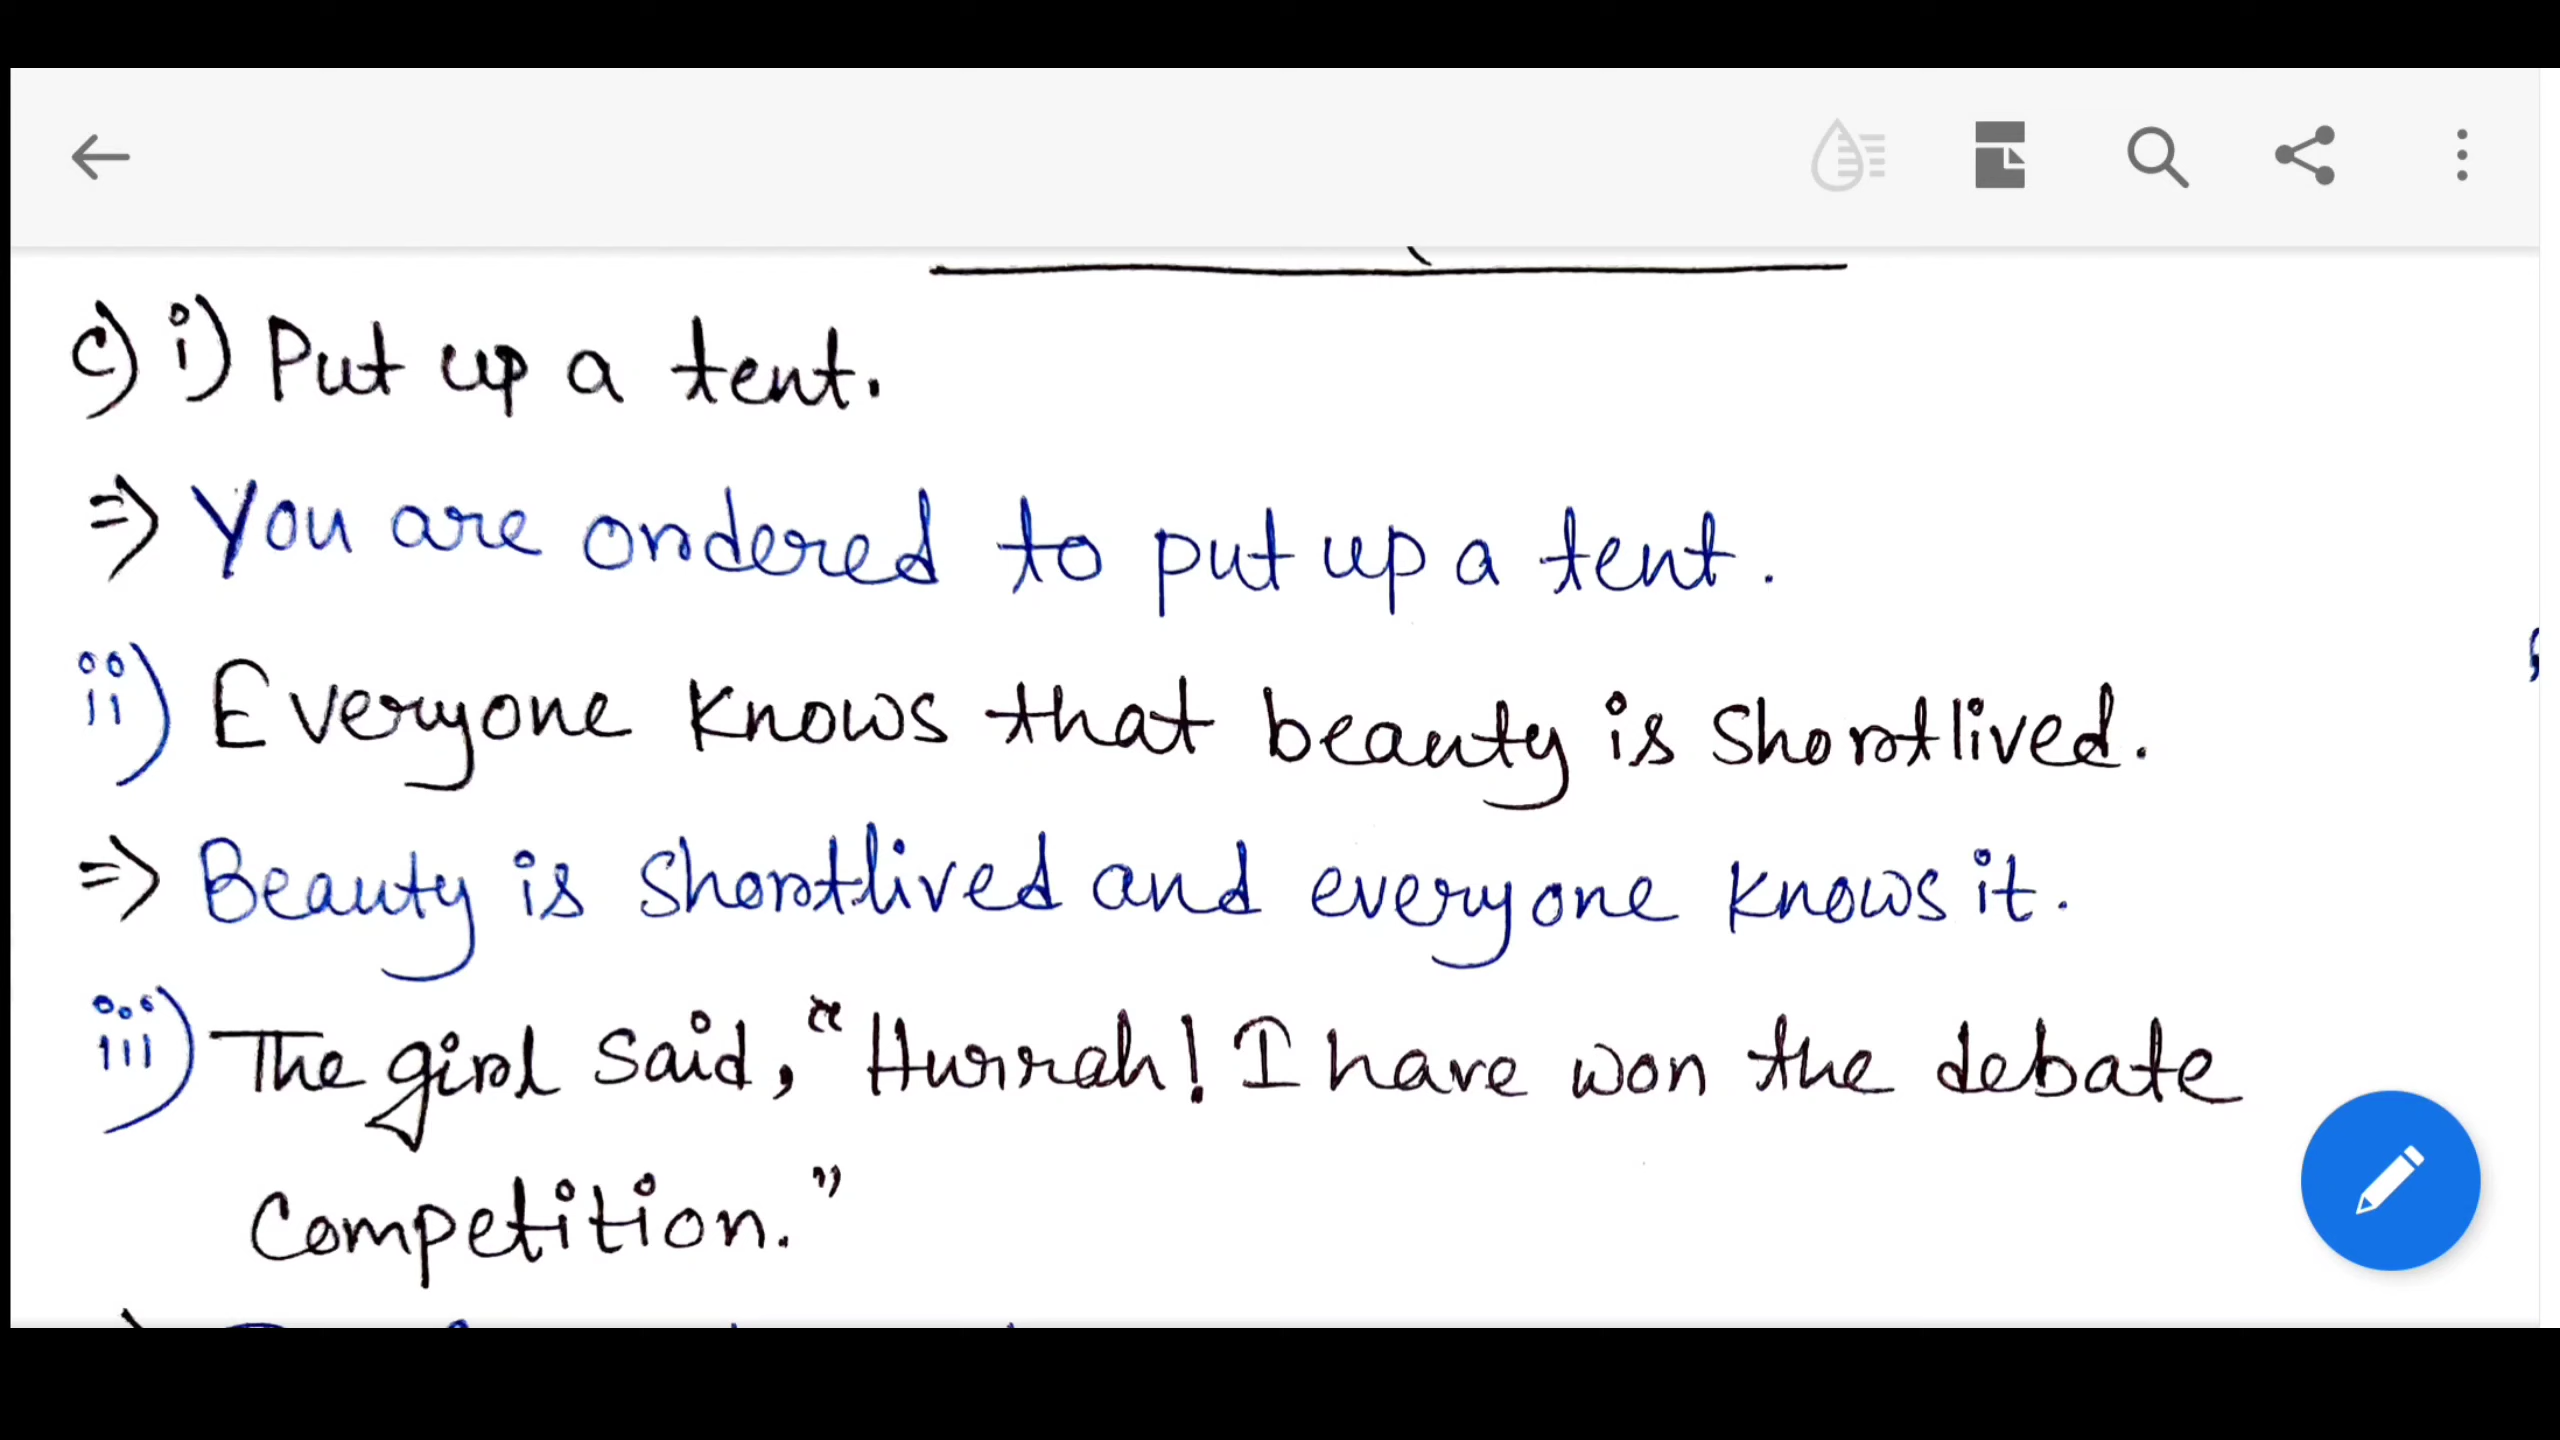 c) i) Put up a tent.
=> You are ordered to put up a tent.
ii) Everyone knows that beauty is shortlived.
=> Beauty is shortlived and everyone knows it.
iii) The girl said, "Hurrah! I have won the debate
competition."